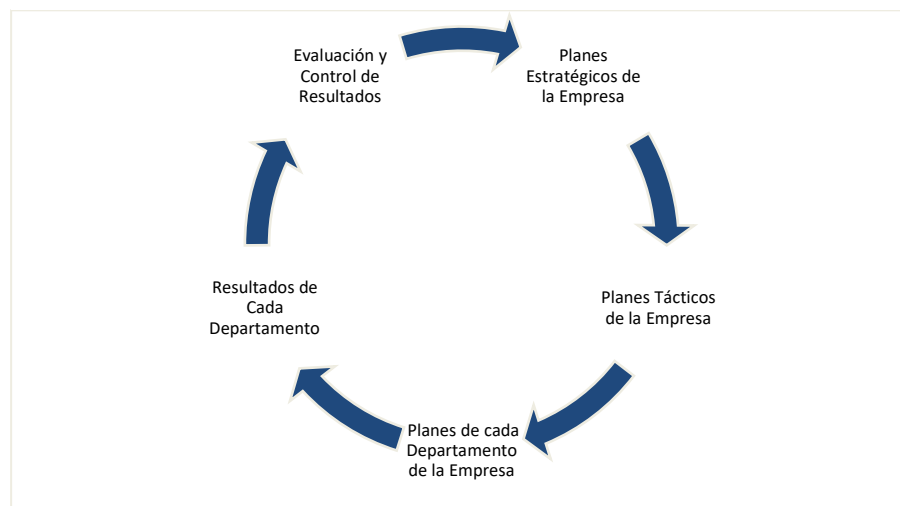 Evaluación y
Control de
Resultados
Planes
Estratégicos de
la Empresa
Planes Tácticos
de la Empresa
Planes de cada
Departamento
de la Empresa
Resultados de
Cada
Departamento